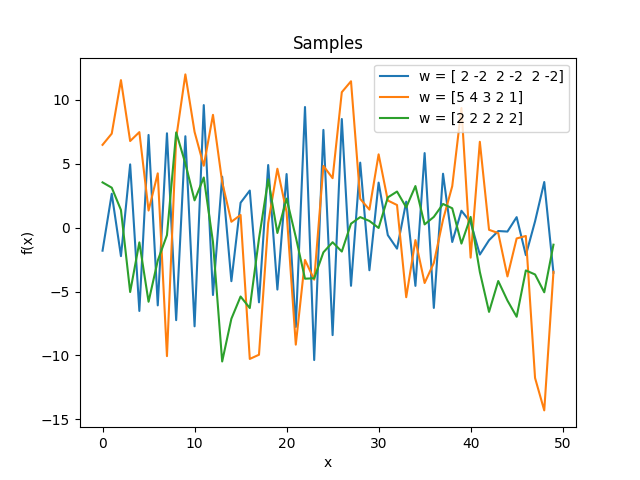 Samples
w = [ 2 -2  2 -2  2 -2]
w = [5 4 3 2 1]
w = [2 2 2 2 2]
f(x)
10
5
0
−5
−10
−15
0 10 20 30 40 50
x